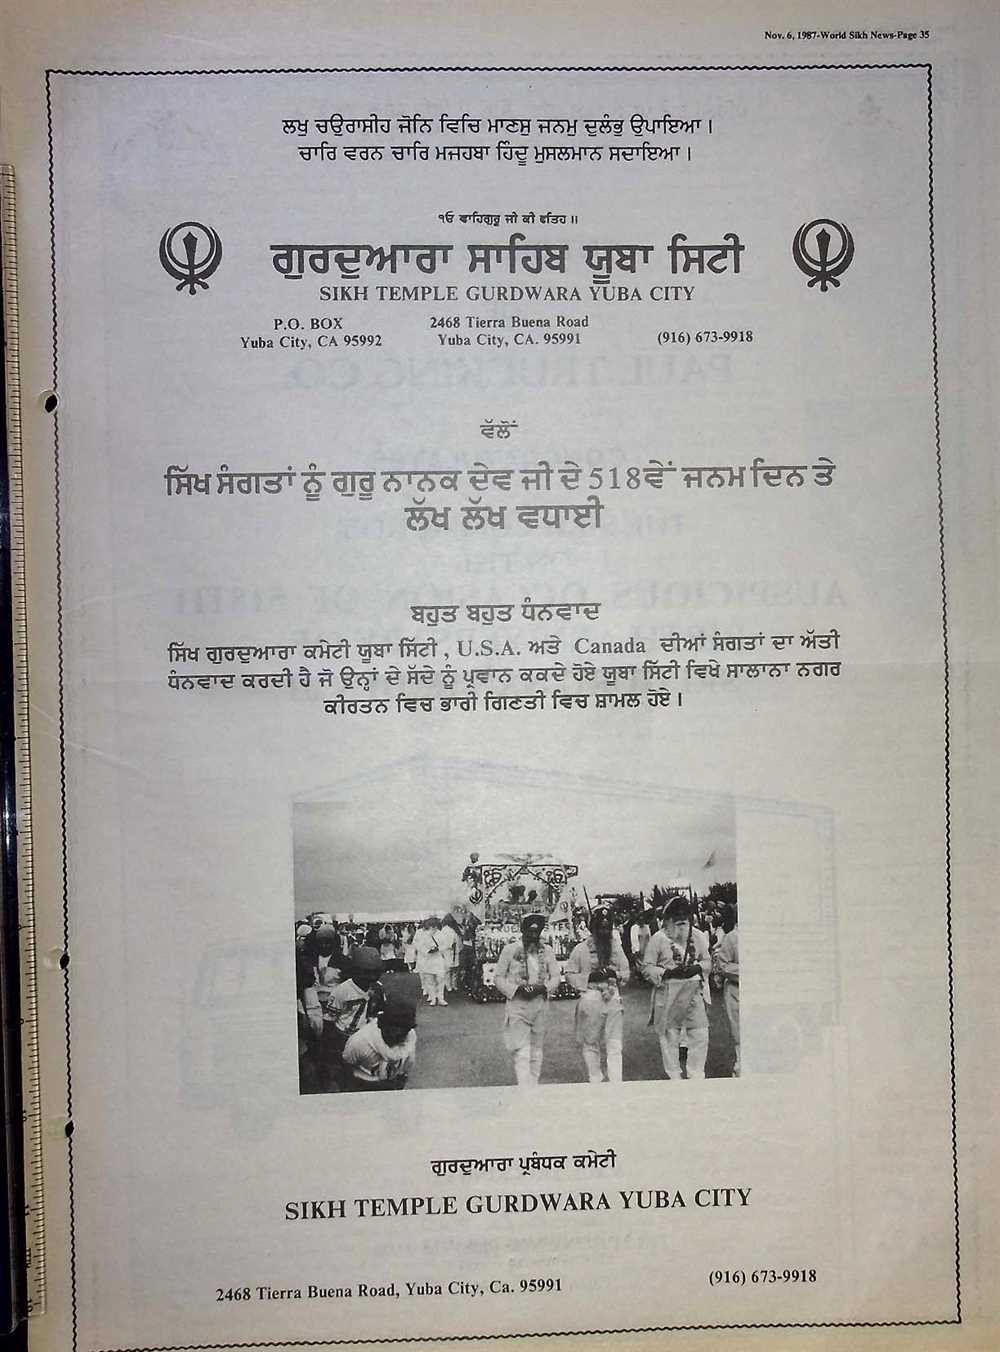 Nov. 6, 1987-World Sikh News-Page 35
ਲਖੁ ਚਉਰਾਸੀਹ ਜੋਨਿ ਵਿਚਿ ਮਾਣਸੁ ਜਨਮੁ ਦੁਲੰਭੁ ਉਪਾਇਆ।
ਚਾਰਿ ਵਰਨ ਚਾਰਿ ਮਜਹਬਾ ਹਿੰਦੂ ਮੁਸਲਮਾਨ ਸਦਾਇਆ।
੧ਓ ਵਾਹਿਗੁਰੂ ਜੀ ਕੀ ਫਤਿਹ॥
ਗੁਰਦੁਆਰਾ ਸਾਹਿਬ ਯੂਬਾ ਸਿਟੀ
SIKH TEMPLE GURDWARA YUBA CITY
P.O. BOX
Yuba City, CA 95992
2468 Tierra Buena Road
Yuba City, CA. 95991
(916) 673-9918
ਵੱਲੋਂ
ਸਿੱਖ ਸੰਗਤਾਂ ਨੂੰ ਗੁਰੂ ਨਾਨਕ ਦੇਵ ਜੀ ਦੇ 518ਵੇਂ ਜਨਮ ਦਿਨ ਤੇ
ਲੱਖ ਲੱਖ ਵਧਾਈ
ਬਹੁਤ ਬਹੁਤ ਧੰਨਵਾਦ
ਸਿੱਖ ਗੁਰਦੁਆਰਾ ਕਮੇਟੀ ਯੂਬਾ ਸਿੱਟੀ , U.S.A. ਅਤੇ Canada ਦੀਆਂ ਸੰਗਤਾਂ ਦਾ ਅੱਤੀ
ਧੰਨਵਾਦ ਕਰਦੀ ਹੈ ਜੋ ਉਨ੍ਹਾਂ ਦੇ ਸੱਦੇ ਨੂੰ ਪ੍ਰਵਾਨ ਕਕਦੇ ਹੋਏ ਯੂਬਾ ਸਿੱਟੀ ਵਿਖੇ ਸਾਲਾਨਾ ਨਗਰ
ਕੀਰਤਨ ਵਿਚ ਭਾਰੀ ਗਿਣਤੀ ਵਿਚ ਸ਼ਾਮਲ ਹੋਏ।
ਗੁਰਦੁਆਰਾ ਪ੍ਰਬੰਧਕ ਕਮੇਟੀ
SIKH TEMPLE GURDWARA YUBA CITY
2468 Tierra Buena Road, Yuba City, Ca. 95991
(916) 673-9918